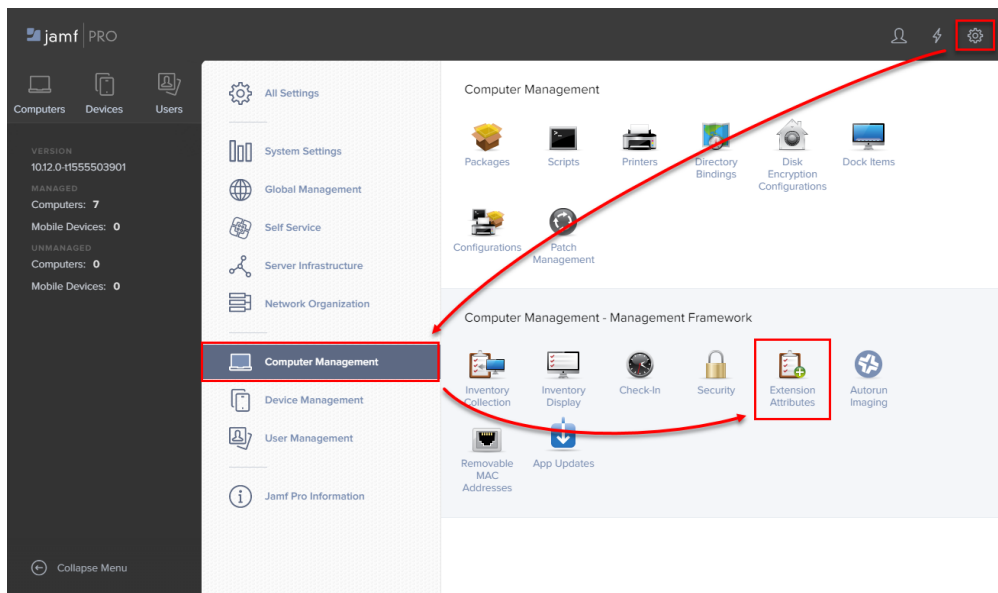 jamf PRO
Computers Devices Users
VERSION
10.12.0-t1555503901
MANAGED
Computers: 7
Mobile Devices: 0
UNMANAGED
Computers: 0
Mobile Devices: 0
Collapse Menu
All Settings
System Settings
Global Management
Self Service
Server Infrastructure
Network Organization
Computer Management
Device Management
User Management
Jamf Pro Information
Computer Management
Packages
Scripts
Printers
Directory
Bindings
Disk
Encryption
Configurations
Dock Items
Configurations
Patch
Management
Computer Management - Management Framework
Inventory
Collection
Inventory
Display
Check-In
Security
Extension
Attributes
Autorun
Imaging
Removable
MAC
Addresses
App Updates